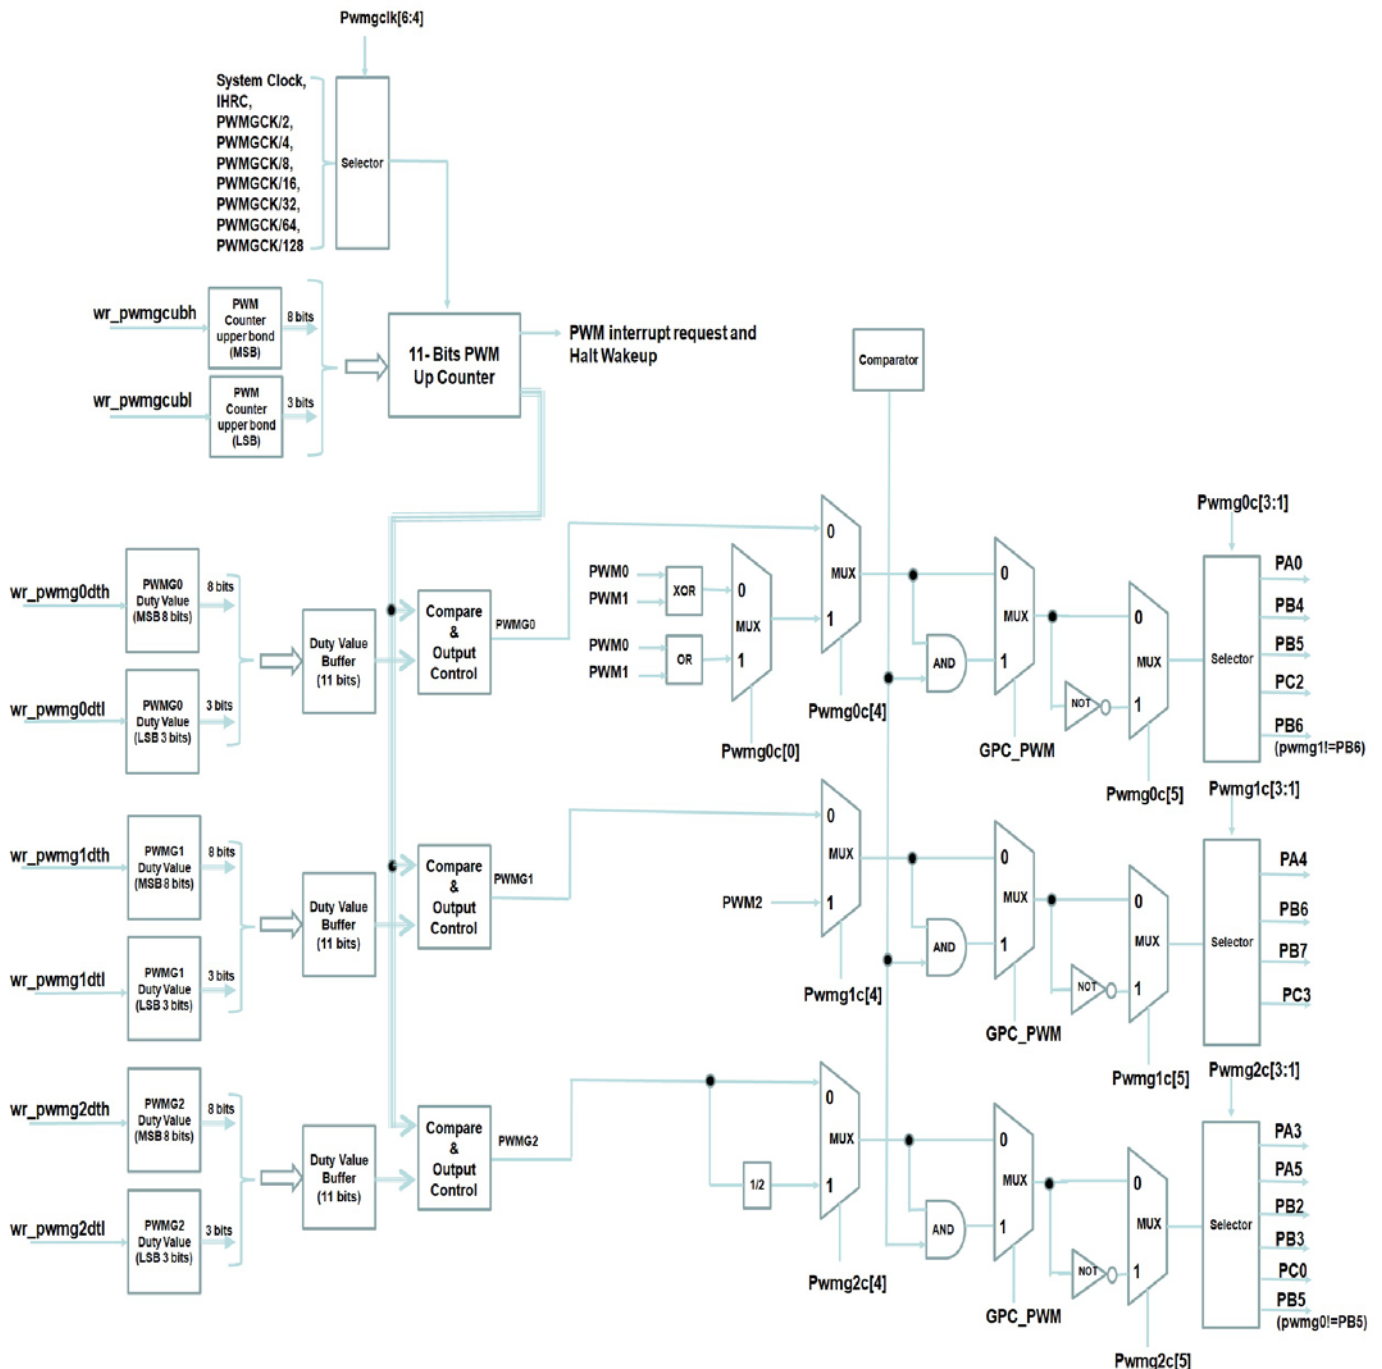 Pwmgclk[6:4]
System Clock,
IHRC,
PWMGCK/2,
PWMGCK/4,
PWMGCK/8,
PWMGCK/16,
PWMGCK/32,
PWMGCK/64,
PWMGCK/128
Selector
wr_pwmgcubh
PWM
Counter
upper bond
(MSB)
8 bits
wr_pwmgcubl
PWM
Counter
upper bond
(LSB)
3 bits
11- Bits PWM
Up Counter
PWM interrupt request and
Halt Wakeup
Comparator
wr_pwmg0dth
PWMG0
Duty Value
(MSB 8 bits)
8 bits
wr_pwmg0dtl
PWMG0
Duty Value
(LSB 3 bits)
3 bits
Duty Value
Buffer
(11 bits)
Compare
&
Output
Control
PWMG0
PWM0
PWM1
XOR
PWM0
PWM1
OR
0
MUX
1
Pwmg0c[0]
0
MUX
1
Pwmg0c[4]
AND
0
MUX
1
GPC_PWM
NOT
0
MUX
1
Pwmg0c[5]
Pwmg0c[3:1]
Selector
PA0
PB4
PB5
PC2
PB6
(pwmg1!=PB6)
wr_pwmg1dth
PWMG1
Duty Value
(MSB 8 bits)
8 bits
wr_pwmg1dtl
PWMG1
Duty Value
(LSB 3 bits)
3 bits
Duty Value
Buffer
(11 bits)
Compare
&
Output
Control
PWMG1
PWM2
0
MUX
1
Pwmg1c[4]
AND
0
MUX
1
GPC_PWM
NOT
0
MUX
1
Pwmg1c[5]
Pwmg1c[3:1]
Selector
PA4
PB6
PB7
PC3
wr_pwmg2dth
PWMG2
Duty Value
(MSB 8 bits)
8 bits
wr_pwmg2dtl
PWMG2
Duty Value
(LSB 3 bits)
3 bits
Duty Value
Buffer
(11 bits)
Compare
&
Output
Control
PWMG2
1/2
0
MUX
1
Pwmg2c[4]
AND
0
MUX
1
GPC_PWM
NOT
0
MUX
1
Pwmg2c[5]
Pwmg2c[3:1]
Selector
PA3
PA5
PB2
PB3
PC0
PB5
(pwmg0!=PB5)